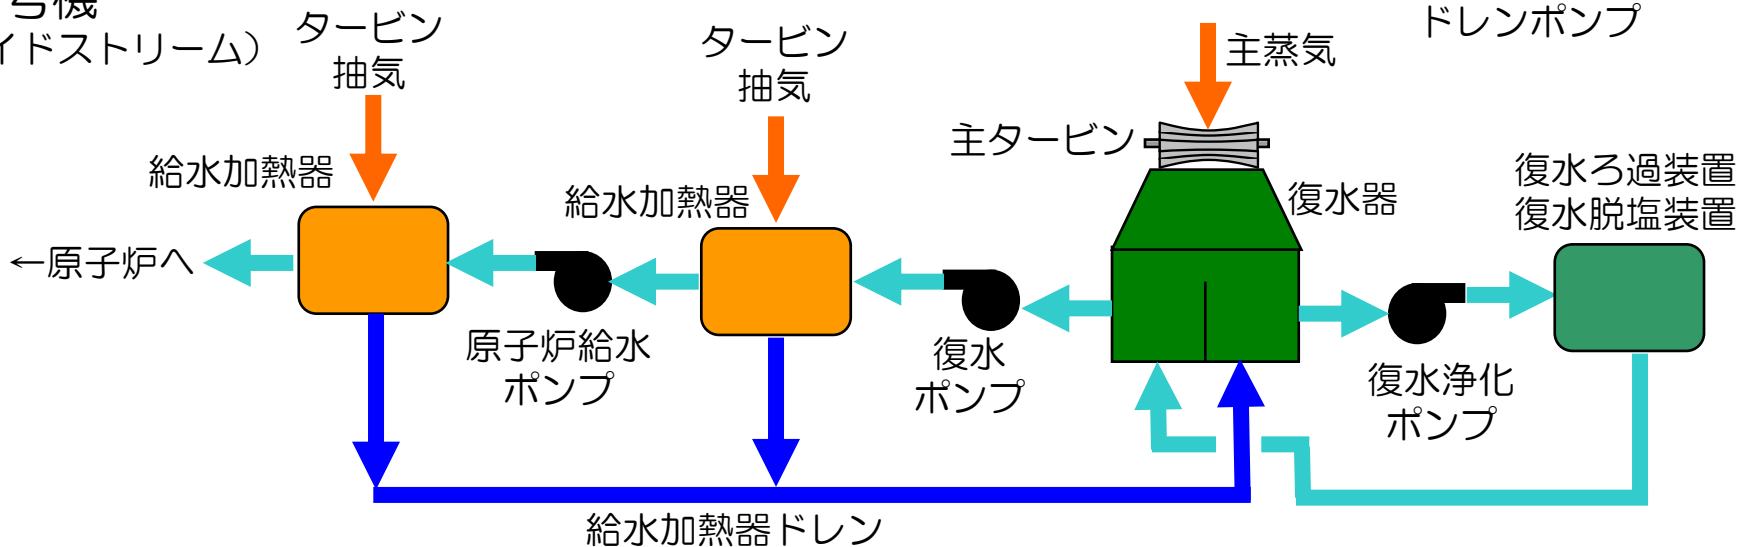 号機
イドストリーム）
タービン
抽気
タービン
抽気
主蒸気
ドレンポンプ
主タービン
給水加熱器
給水加熱器
復水器
復水ろ過装置
復水脱塩装置
←原子炉へ
原子炉給水
ポンプ
復水
ポンプ
復水浄化
ポンプ
給水加熱器ドレン